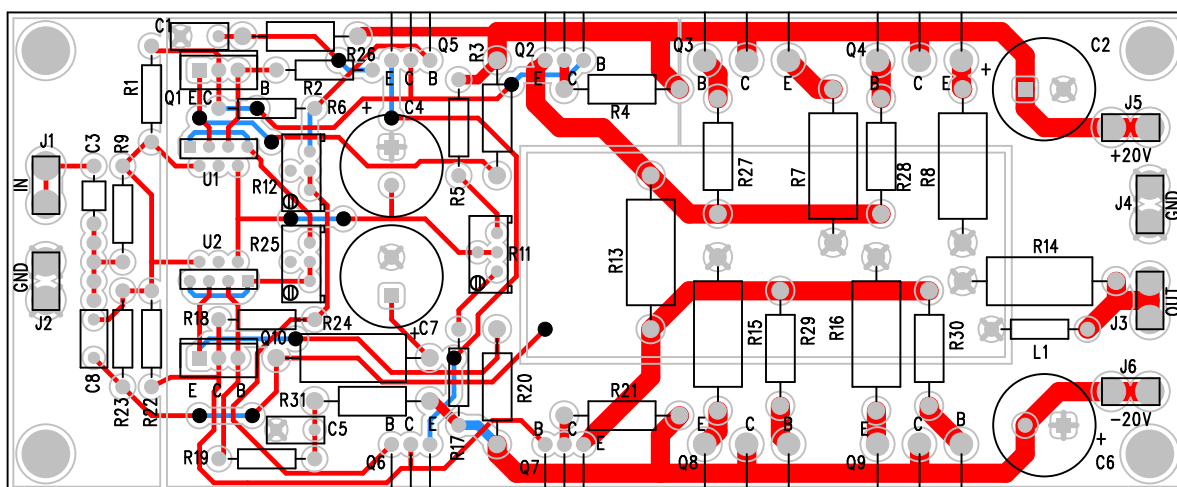 C1
R26
Q5
R3
Q2
Q3
Q4
C2
R1
E C B
Q1
R2
R6
E C B
C4
E C B
R4
B C E
B C E
J5
+20V
J1
IN
C3
R9
U1
R12
R5
R27
R7
R28
R8
J4
GND
U2
R25
R11
R13
R14
GND
J2
R18
R24
Q10
C7
R15
R29
R16
R30
L1
J3
OUT
C8
R23
R22
E C B
R31
C5
R20
R21
J6
-20V
R19
B C E
Q6
R17
B C E
Q7
E C B
Q8
E C B
Q9
C6